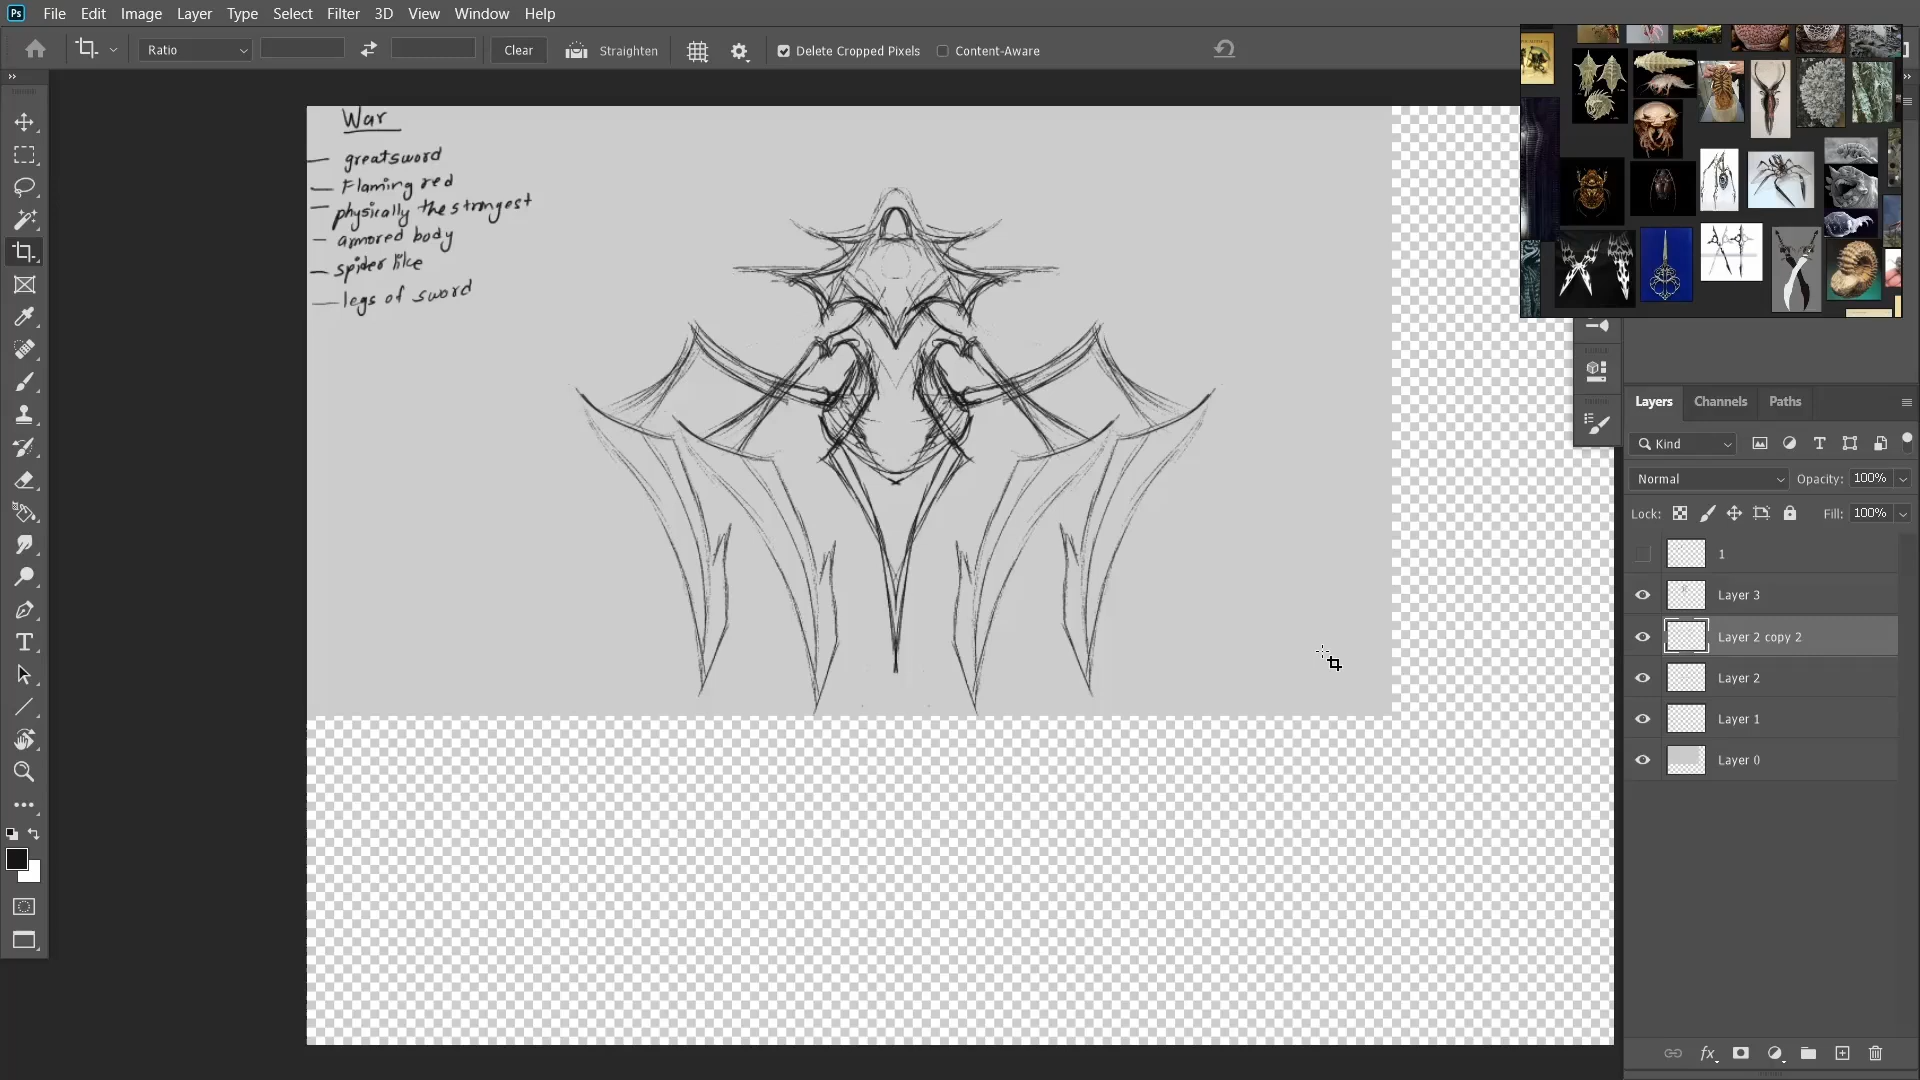 Ps File Edit Image Layer Type Select Filter 3D View Window Help
Ratio Clear Straighten Delete Cropped Pixels Content-Aware
War
— greatsword
— Flaming red
— physically the strongest
— armored body
— spider like
— legs of sword
Layers Channels Paths
Kind
Normal Opacity: 100%
Lock: Fill: 100%
1
Layer 3
Layer 2 copy 2
Layer 2
Layer 1
Layer 0